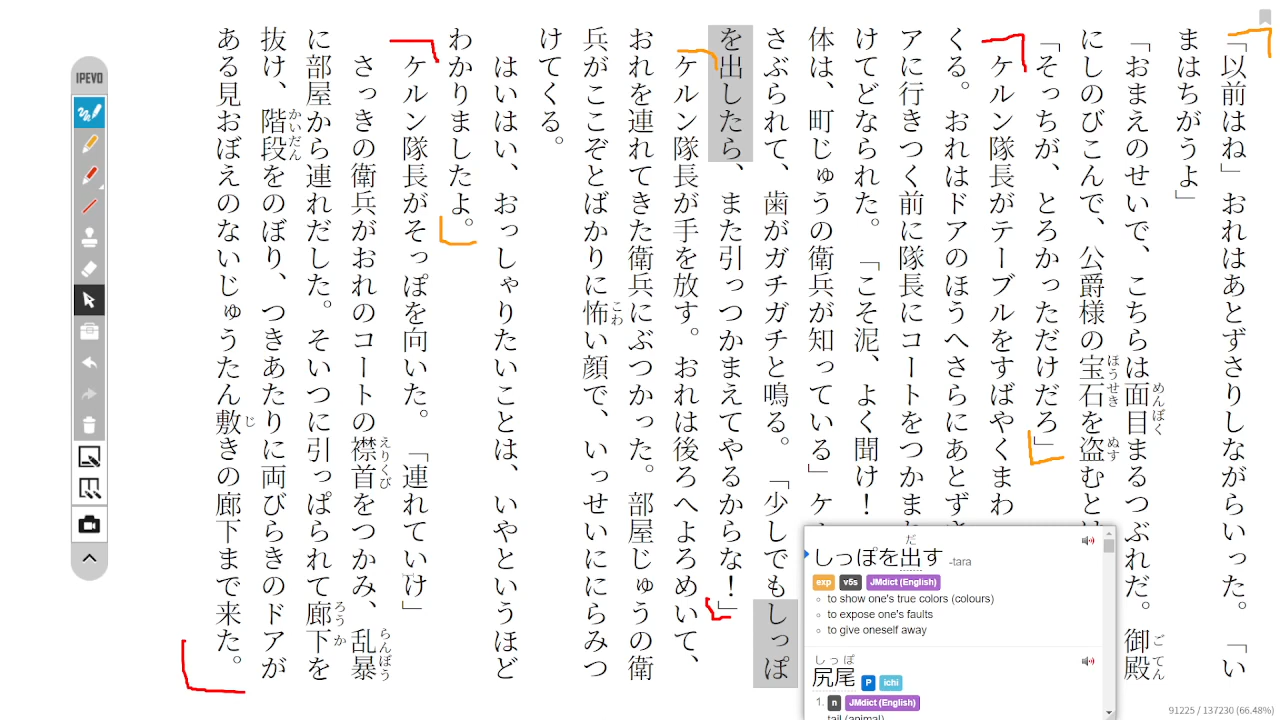 「以前はね」おれはあとずさりしながらいった。「い
まはちがうよ」
「おまえのせいで、こちらは面目まるつぶれだ。御殿
にしのびこんで、公爵様の宝石を盗むと
「そっちが、とろかっただけだろ」
ケルン隊長がテーブルをすばやくまわ
くる。おれはドアのほうへさらにあとず
アに行きつく前に隊長にコートをつかま
けてどなられた。「こそ泥、よく聞け！
体は、町じゅうの衛兵が知っている」ケ
さぶられて、歯がガチガチと鳴る。「少しでもしっぽ
を出したら、また引っつかまえてやるからな！」
ケルン隊長が手を放す。おれは後ろへよろめいて、
おれを連れてきた衛兵にぶつかった。部屋じゅうの衛
兵がここぞとばかりに怖い顔で、いっせいににらみつ
けてくる。
はいはい、おっしゃりたいことは、いやというほど
わかりましたよ。
「ケルン隊長がそっぽを向いた。「連れていけ」
さっきの衛兵がおれのコートの襟首をつかみ、乱暴
に部屋から連れだした。そいつに引っぱられて廊下を
抜け、階段をのぼり、つきあたりに両びらきのドアが
ある見おぼえのないじゅうたん敷きの廊下まで来た。
IPEVO
しっぽを出す -tara
exp v5s JMdict (English)
to show one's true colors (colours)
to expose one's faults
to give oneself away
尻尾 P ichi
1. n JMdict (English)
tail (animal)
91225 / 137230 (66.48%)